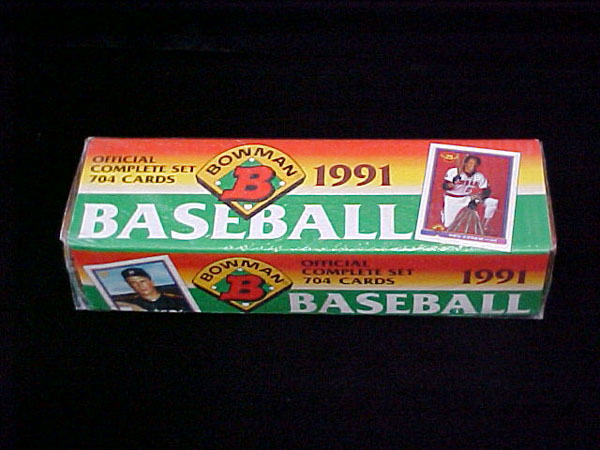 OFFICIAL
COMPLETE SET
704 CARDS
BOWMAN
B
1991
BASEBALL
BOWMAN
B
OFFICIAL
COMPLETE SET
704 CARDS
1991
BASEBALL